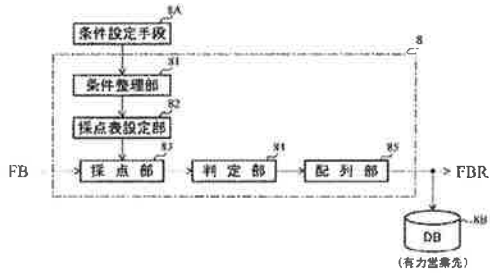 8A
条件設定手段
8
81
条件整理部
82
採点表設定部
83 84 85
FB 採点部 判定部 配列部 FBR
8B
DB
(有力営業先)